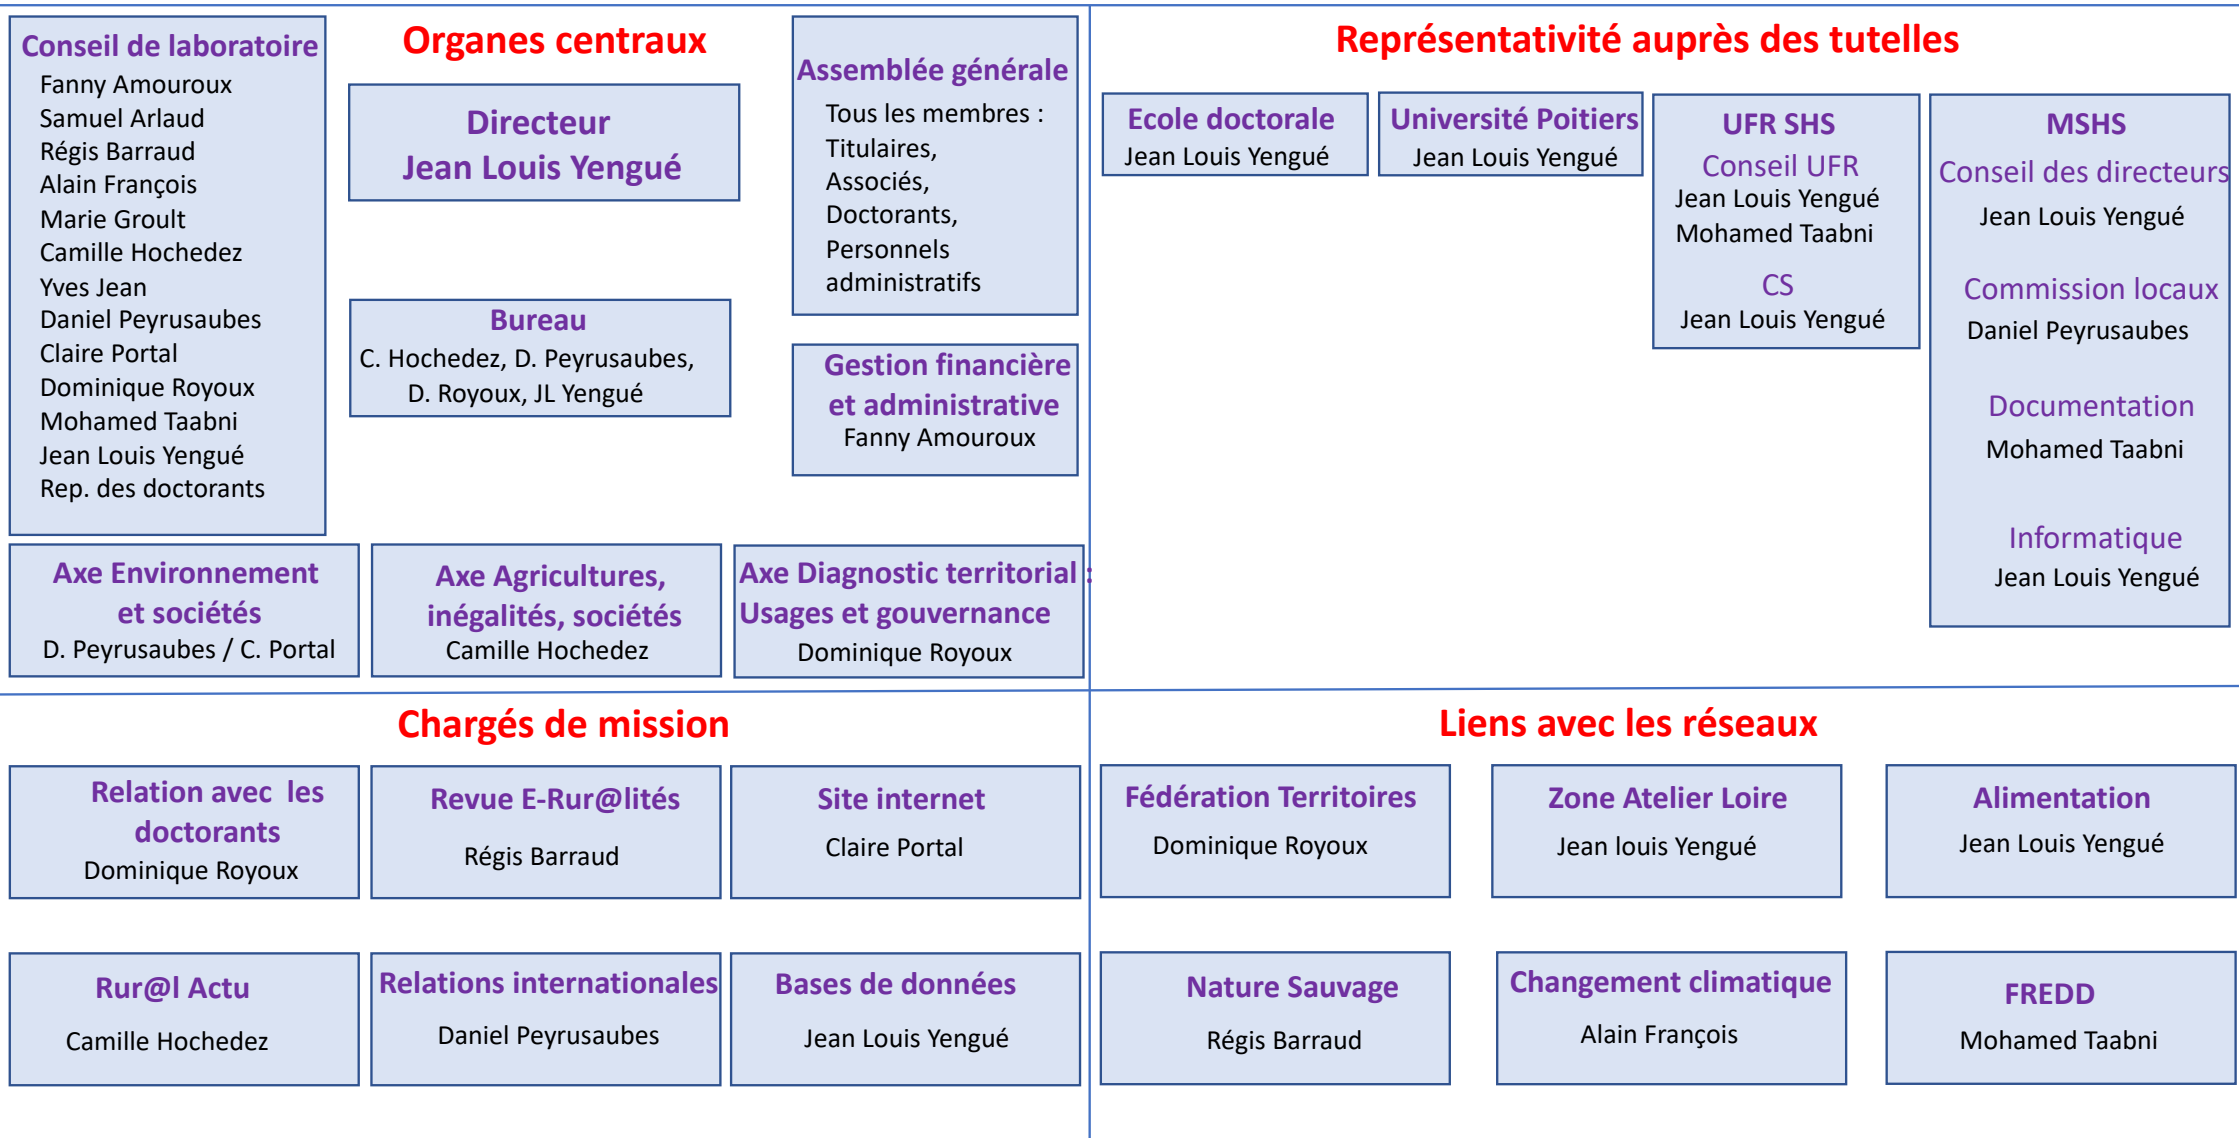 Organes centraux
Conseil de laboratoire
Fanny Amouroux
Samuel Arlaud
Régis Barraud
Alain François
Marie Groult
Camille Hochedez
Yves Jean
Daniel Peyrusaubes
Claire Portal
Dominique Royoux
Mohamed Taabni
Jean Louis Yengué
Rep. des doctorants
Directeur
Jean Louis Yengué
Bureau
C. Hochedez, D. Peyrusaubes,
D. Royoux, JL Yengué
Assemblée générale
Tous les membres :
Titulaires,
Associés,
Doctorants,
Personnels
administratifs
Gestion financière
et administrative
Fanny Amouroux
Axe Environnement
et sociétés
D. Peyrusaubes / C. Portal
Axe Agricultures,
inégalités, sociétés
Camille Hochedez
Axe Diagnostic territorial :
Usages et gouvernance
Dominique Royoux
Représentativité auprès des tutelles
Ecole doctorale
Jean Louis Yengué
Université Poitiers
Jean Louis Yengué
UFR SHS
Conseil UFR
Jean Louis Yengué
Mohamed Taabni
CS
Jean Louis Yengué
MSHS
Conseil des directeurs
Jean Louis Yengué
Commission locaux
Daniel Peyrusaubes
Documentation
Mohamed Taabni
Informatique
Jean Louis Yengué
Chargés de mission
Relation avec les
doctorants
Dominique Royoux
Revue E-Rur@lités
Régis Barraud
Site internet
Claire Portal
Rur@l Actu
Camille Hochedez
Relations internationales
Daniel Peyrusaubes
Bases de données
Jean Louis Yengué
Liens avec les réseaux
Fédération Territoires
Dominique Royoux
Zone Atelier Loire
Jean louis Yengué
Alimentation
Jean Louis Yengué
Nature Sauvage
Régis Barraud
Changement climatique
Alain François
FREDD
Mohamed Taabni